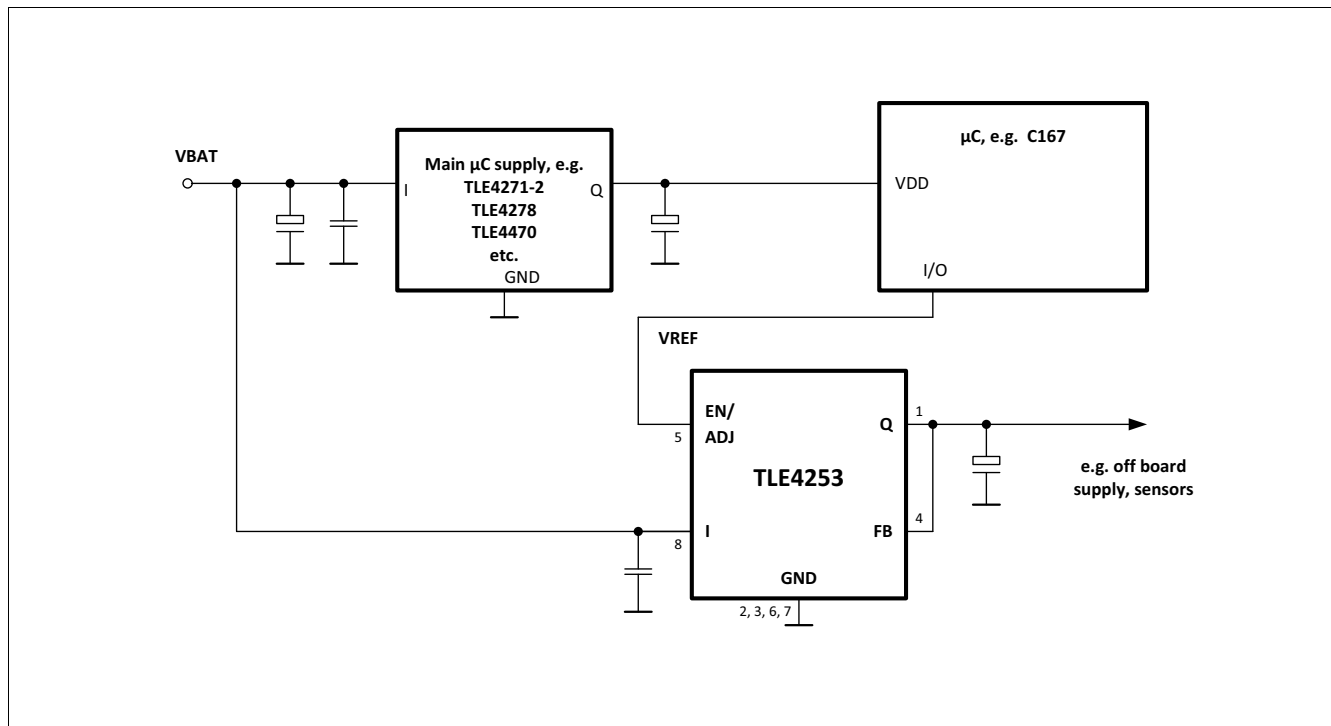 VBAT
I
Main µC supply, e.g.
TLE4271-2
TLE4278
TLE4470
etc.
GND
Q
µC, e.g. C167
VDD
I/O
VREF
EN/
ADJ
5
Q
1
TLE4253
I
8
FB
4
GND
2, 3, 6, 7
e.g. off board
supply, sensors